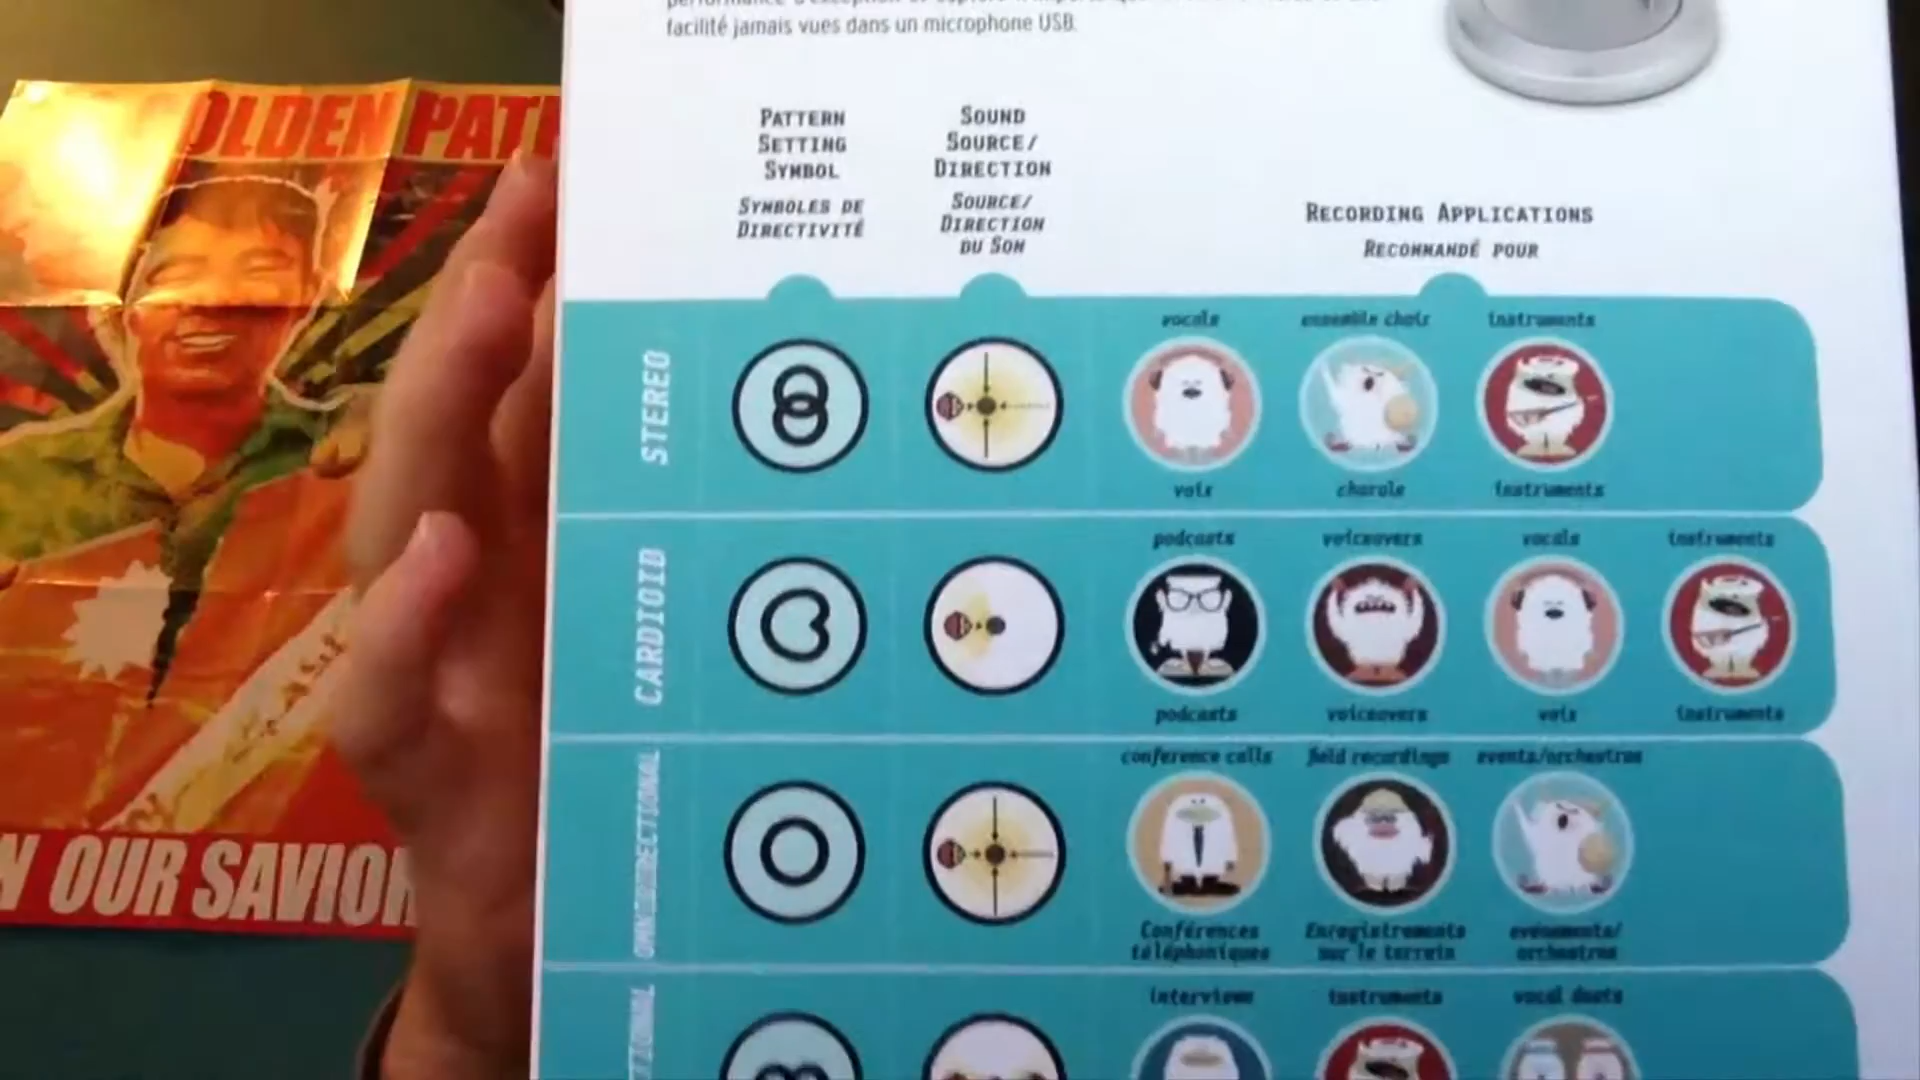 facilité jamais vues dans un microphone USB.
OLDEN PATH
OUR SAVIOR
PATTERN
SETTING
SYMBOL
SYMBOLES DE
DIRECTIVITÉ
SOUND
SOURCE/
DIRECTION
SOURCE/
DIRECTION
DU SON
RECORDING APPLICATIONS
RECOMMANDÉ POUR
STEREO
vocals ensemble choir instruments
voix chorale instruments
CARDIOID
podcasts voiceovers vocals instruments
podcasts voiceovers voix instruments
OMNIDIRECTIONAL
conference calls field recordings events/orchestras
Conférences
téléphoniques
Enregistrements
sur le terrain
événements/
orchestres
TIONAL
interviews instruments vocal duets